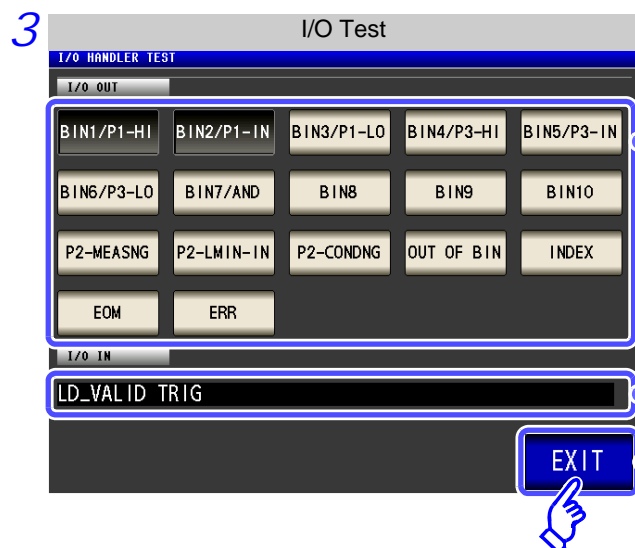 3
I/O Test
I/O HANDLER TEST
I/O OUT
BIN1/P1-HI BIN2/P1-IN BIN3/P1-LO BIN4/P3-HI BIN5/P3-IN
BIN6/P3-LO BIN7/AND BIN8 BIN9 BIN10
P2-MEASNG P2-LMIN-IN P2-CONDNG OUT OF BIN INDEX
EOM ERR
I/O IN
LD_VALID TRIG
EXIT